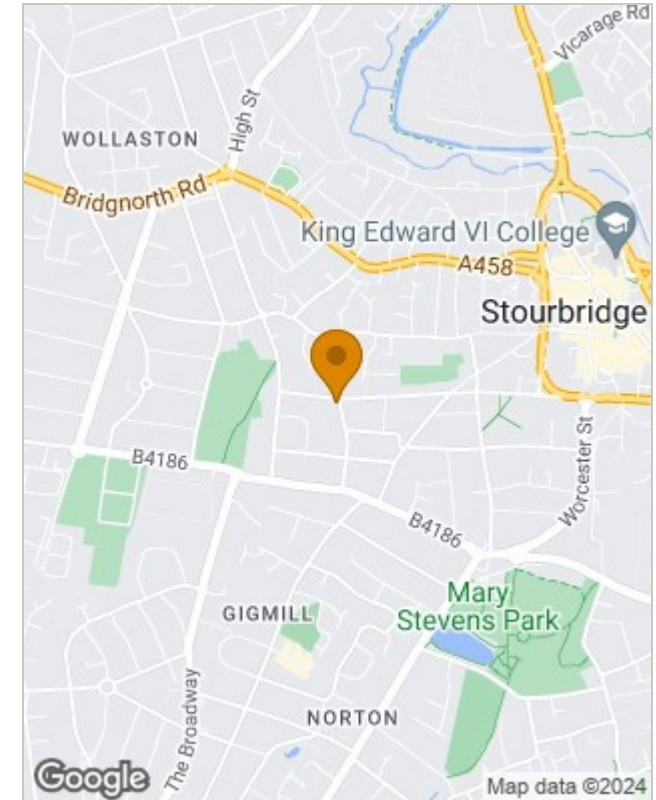 Vicarage Rd
High St
WOLLASTON
Bridgnorth Rd
King Edward VI College
A458
Stourbridge
B4186
Worcester St
B4186
Mary
Stevens Park
GIGMILL
The Broadway
NORTON
Google
Map data ©2024